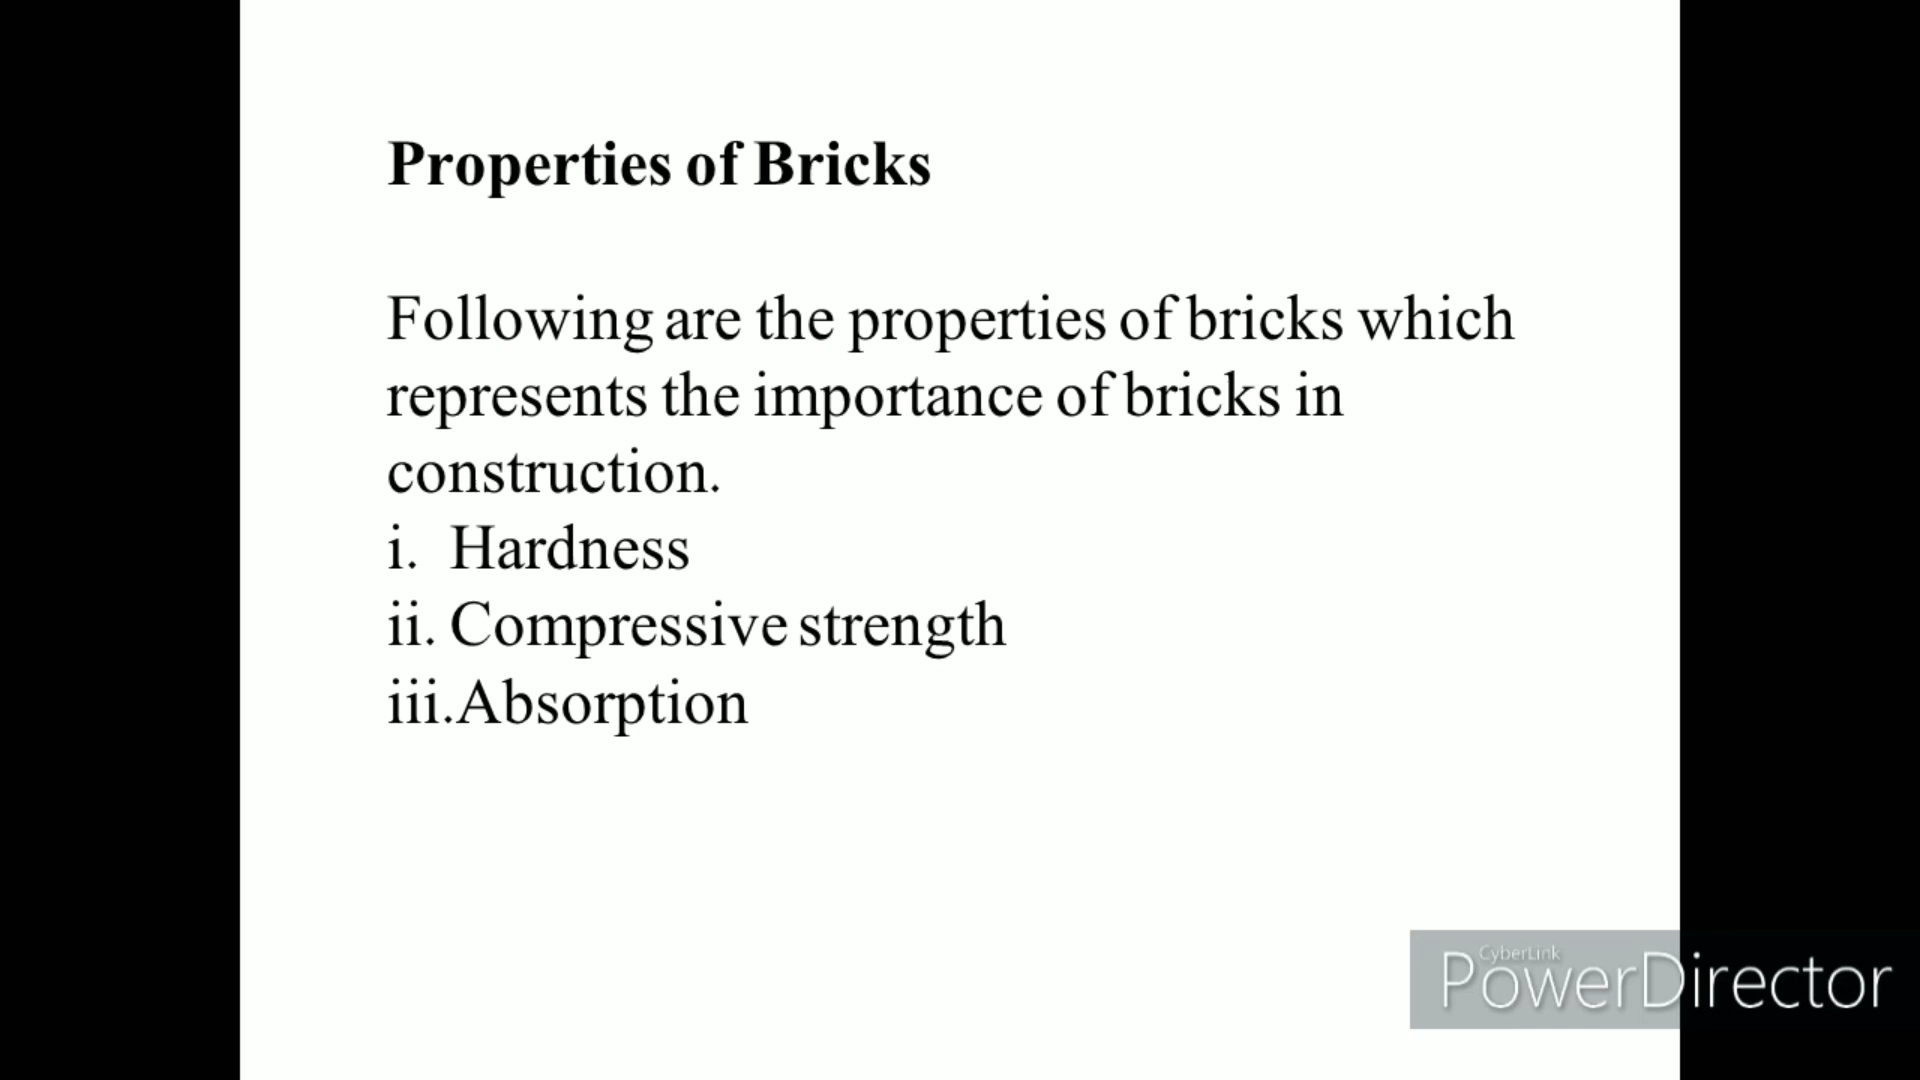 Properties of Bricks
Following are the properties of bricks which
represents the importance of bricks in
construction.
i. Hardness
ii. Compressive strength
iii.Absorption
CyberLink
PowerDirector